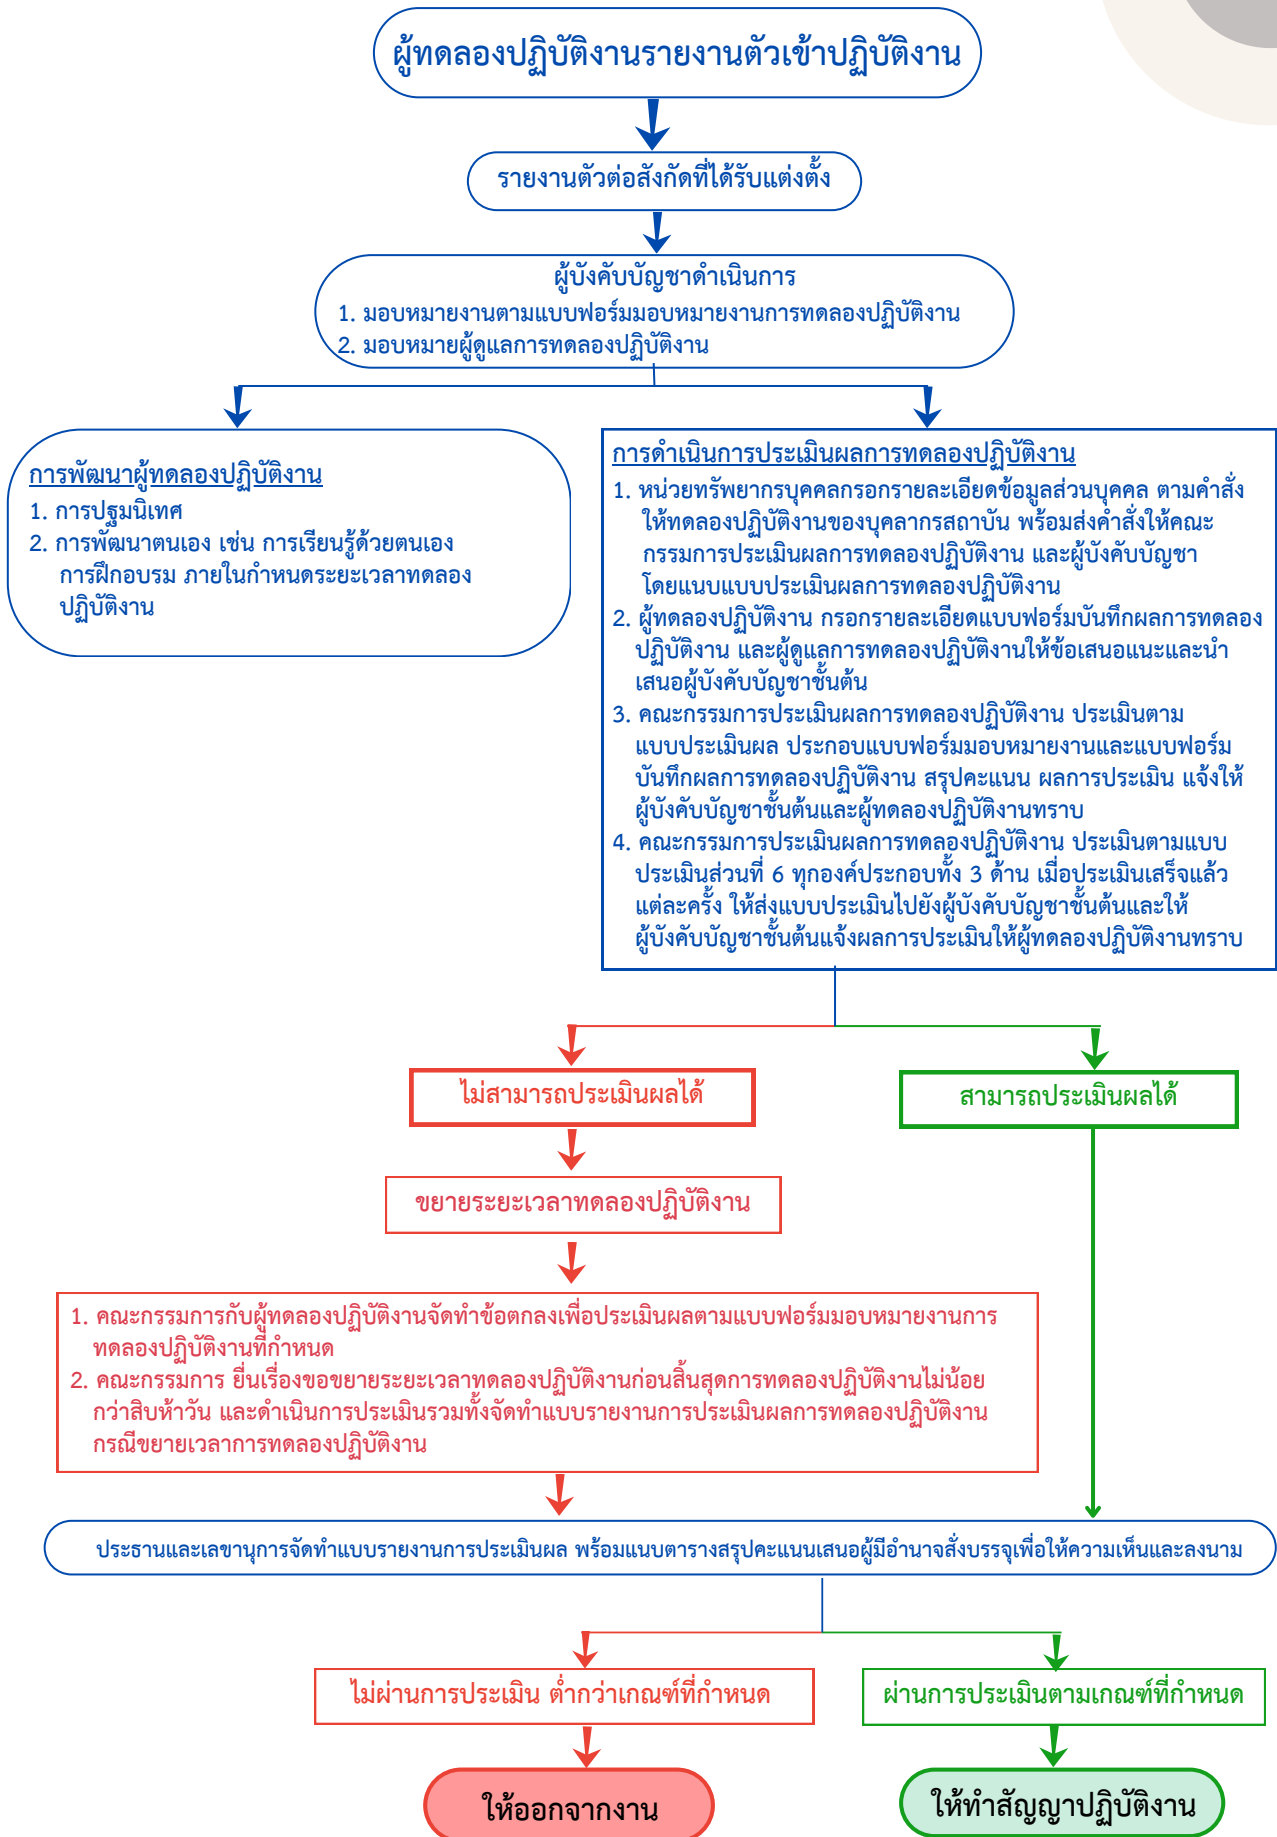 ผู้ทดลองปฏิบัติงานรายงานตัวเข้าปฏิบัติงาน
รายงานตัวต่อสังกัดที่ได้รับแต่งตั้ง
ผู้บังคับบัญชาดำเนินการ
1. มอบหมายงานตามแบบฟอร์มมอบหมายงานการทดลองปฏิบัติงาน
2. มอบหมายผู้ดูแลการทดลองปฏิบัติงาน
การพัฒนาผู้ทดลองปฏิบัติงาน
1. การปฐมนิเทศ
2. การพัฒนาตนเอง เช่น การเรียนรู้ด้วยตนเอง
การฝึกอบรม ภายในกำหนดระยะเวลาทดลอง
ปฏิบัติงาน
การดำเนินการประเมินผลการทดลองปฏิบัติงาน
1. หน่วยทรัพยากรบุคคลกรอกรายละเอียดข้อมูลส่วนบุคคล ตามคำสั่ง
ให้ทดลองปฏิบัติงานของบุคลากรสถาบัน พร้อมส่งคำสั่งให้คณะ
กรรมการประเมินผลการทดลองปฏิบัติงาน และผู้บังคับบัญชา
โดยแนบแบบประเมินผลการทดลองปฏิบัติงาน
2. ผู้ทดลองปฏิบัติงาน กรอกรายละเอียดแบบฟอร์มบันทึกผลการทดลอง
ปฏิบัติงาน และผู้ดูแลการทดลองปฏิบัติงานให้ข้อเสนอแนะและนำ
เสนอผู้บังคับบัญชาชั้นต้น
3. คณะกรรมการประเมินผลการทดลองปฏิบัติงาน ประเมินตาม
แบบประเมินผล ประกอบแบบฟอร์มมอบหมายงานและแบบฟอร์ม
บันทึกผลการทดลองปฏิบัติงาน สรุปคะแนน ผลการประเมิน แจ้งให้
ผู้บังคับบัญชาชั้นต้นและผู้ทดลองปฏิบัติงานทราบ
4. คณะกรรมการประเมินผลการทดลองปฏิบัติงาน ประเมินตามแบบ
ประเมินส่วนที่ 6 ทุกองค์ประกอบทั้ง 3 ด้าน เมื่อประเมินเสร็จแล้ว
แต่ละครั้ง ให้ส่งแบบประเมินไปยังผู้บังคับบัญชาชั้นต้นและให้
ผู้บังคับบัญชาชั้นต้นแจ้งผลการประเมินให้ผู้ทดลองปฏิบัติงานทราบ
ไม่สามารถประเมินผลได้
สามารถประเมินผลได้
ขยายระยะเวลาทดลองปฏิบัติงาน
1. คณะกรรมการกับผู้ทดลองปฏิบัติงานจัดทำข้อตกลงเพื่อประเมินผลตามแบบฟอร์มมอบหมายงานการ
ทดลองปฏิบัติงานที่กำหนด
2. คณะกรรมการ ยื่นเรื่องขอขยายระยะเวลาทดลองปฏิบัติงานก่อนสิ้นสุดการทดลองปฏิบัติงานไม่น้อย
กว่าสิบห้าวัน และดำเนินการประเมินรวมทั้งจัดทำแบบรายงานการประเมินผลการทดลองปฏิบัติงาน
กรณีขยายเวลาการทดลองปฏิบัติงาน
ประธานและเลขานุการจัดทำแบบรายงานการประเมินผล พร้อมแนบตารางสรุปคะแนนเสนอผู้มีอำนาจสั่งบรรจุเพื่อให้ความเห็นและลงนาม
ไม่ผ่านการประเมิน ต่ำกว่าเกณฑ์ที่กำหนด
ผ่านการประเมินตามเกณฑ์ที่กำหนด
ให้ออกจากงาน
ให้ทำสัญญาปฏิบัติงาน